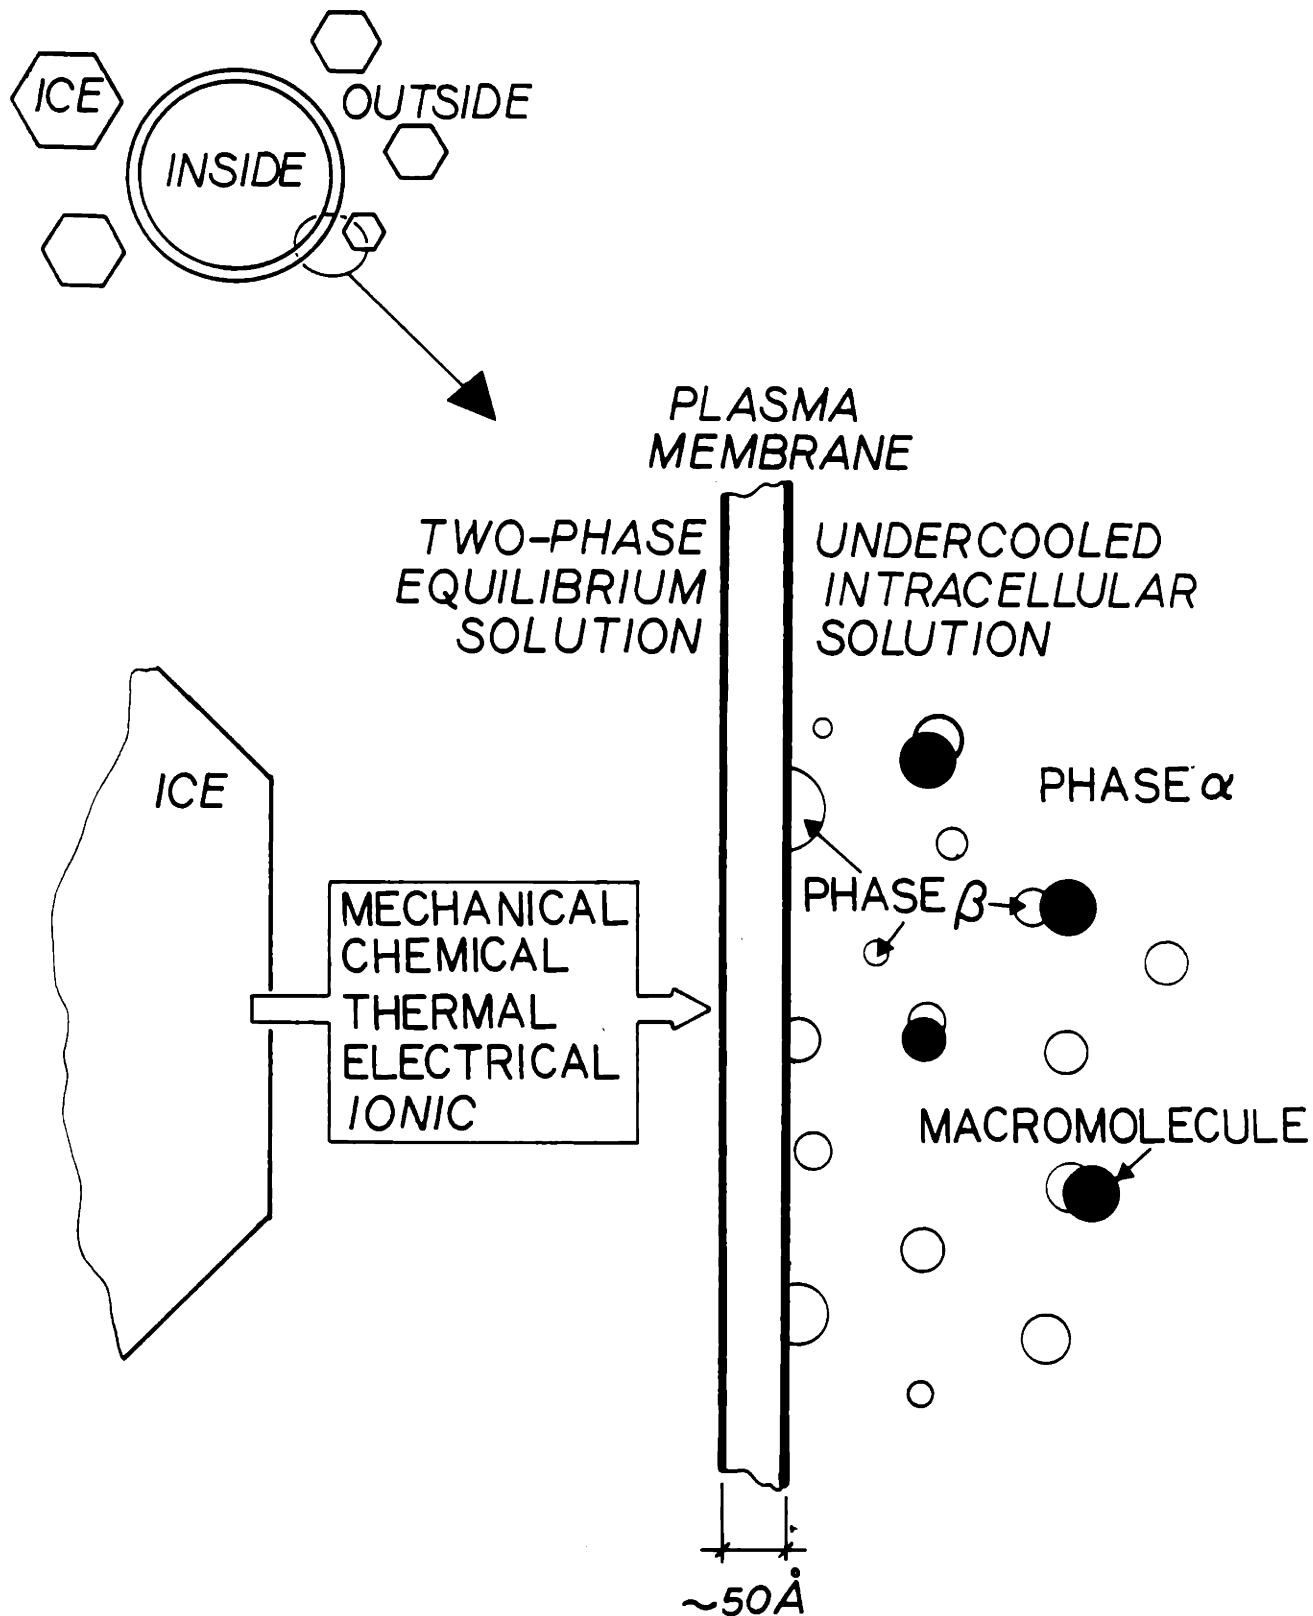 ICE
OUTSIDE
INSIDE
PLASMA
MEMBRANE
TWO-PHASE
EQUILIBRIUM
SOLUTION
UNDERCOOLED
INTRACELLULAR
SOLUTION
ICE
PHASE α
MECHANICAL
CHEMICAL
THERMAL
ELECTRICAL
IONIC
PHASE β
MACROMOLECULE
~50Å